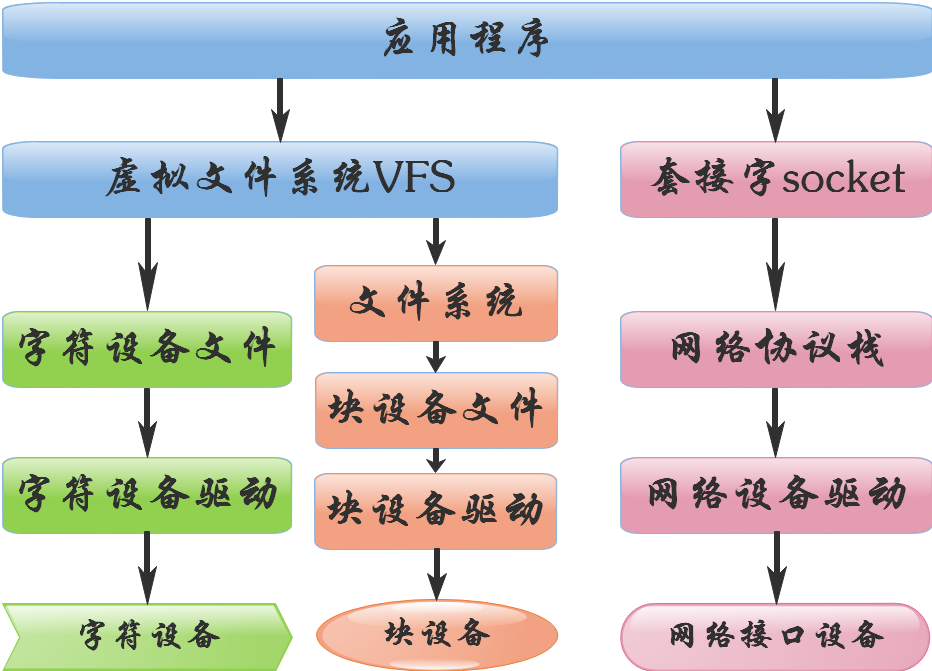 应用程序
虚拟文件系统VFS
套接字socket
文件系统
字符设备文件
网络协议栈
块设备文件
字符设备驱动
块设备驱动
网络设备驱动
字符设备
块设备
网络接口设备